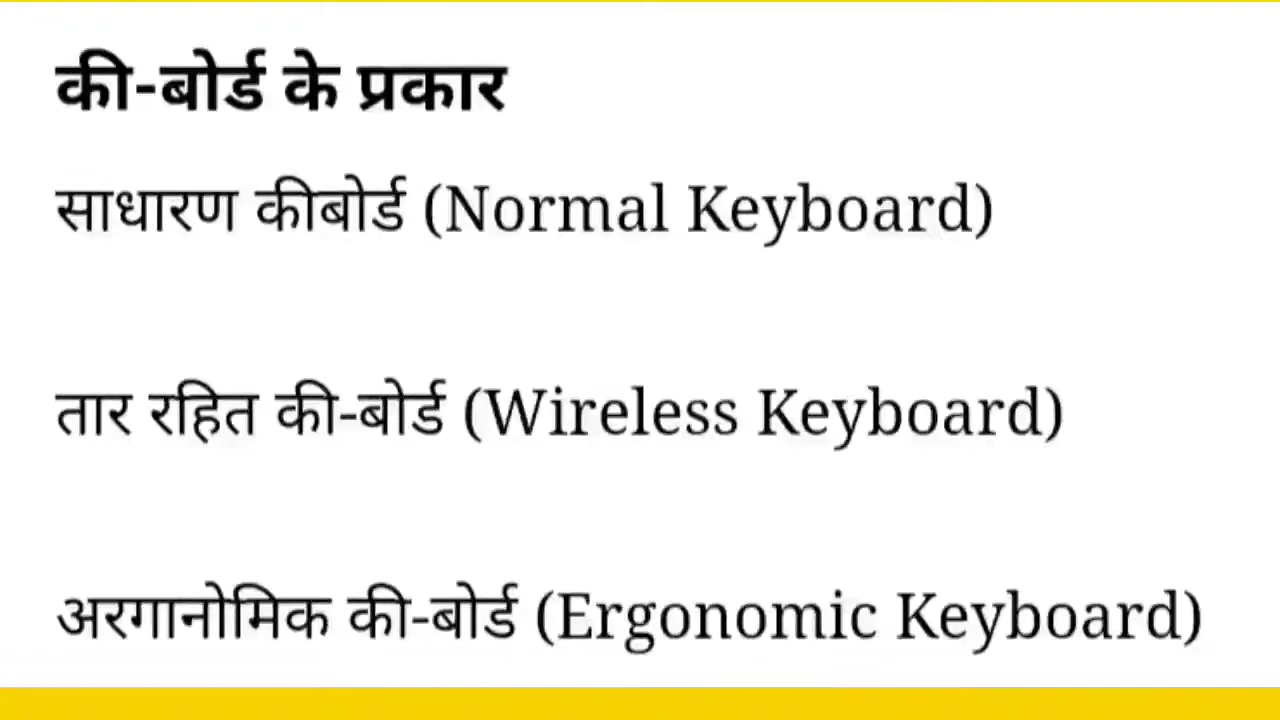 की-बोर्ड के प्रकार
साधारण कीबोर्ड (Normal Keyboard)
तार रहित की-बोर्ड (Wireless Keyboard)
अरगानोमिक की-बोर्ड (Ergonomic Keyboard)